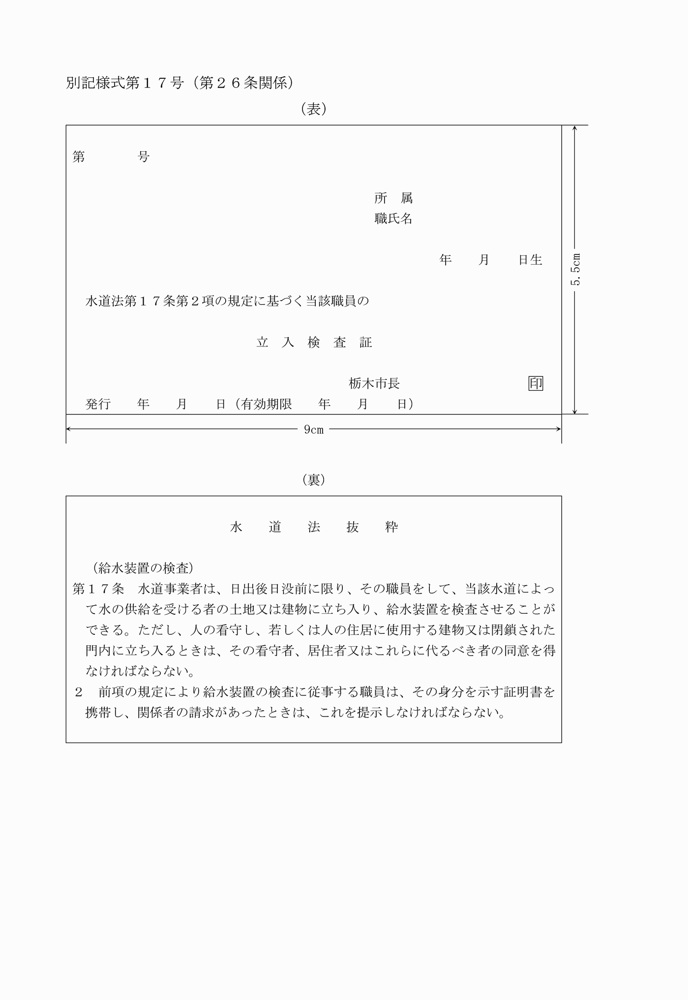 別記様式第１７号（第２６条関係）
（表）
第　　　　号
所　属
職氏名
年　　月　　日生
水道法第１７条第２項の規定に基づく当該職員の
立　入　検　査　証
栃木市長　　　　　　　　　　印
発行　　年　　月　　日（有効期限　　年　　月　　日）
5.5cm
9cm
（裏）
水　　道　　法　　抜　　粋
（給水装置の検査）
第１７条　水道事業者は、日出後日没前に限り、その職員をして、当該水道によっ
て水の供給を受ける者の土地又は建物に立ち入り、給水装置を検査させることが
できる。ただし、人の看守し、若しくは人の住居に使用する建物又は閉鎖された
門内に立ち入るときは、その看守者、居住者又はこれらに代るべき者の同意を得
なければならない。
２　前項の規定により給水装置の検査に従事する職員は、その身分を示す証明書を
携帯し、関係者の請求があったときは、これを提示しなければならない。